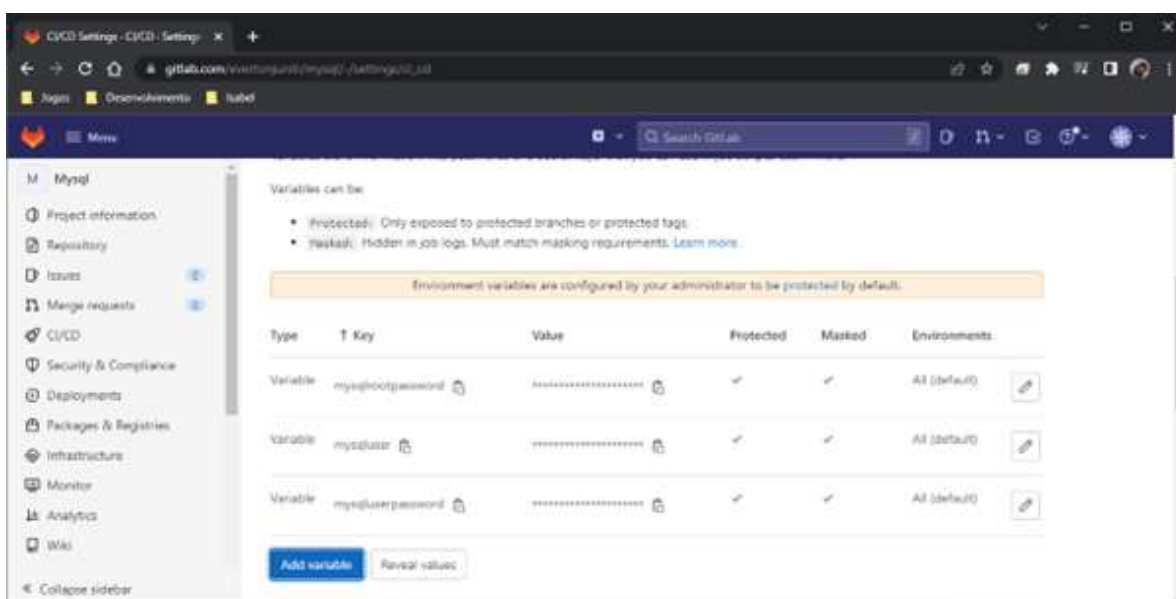 CI/CD Settings · CI/CD · Setting
gitlab.com/
Jogos Desenvolvimento Isabel
Menu Search GitLab
M Mysql
Project information
Repository
Issues 0
Merge requests 0
CI/CD
Security & Compliance
Deployments
Packages & Registries
Infrastructure
Monitor
Analytics
Wiki
Collapse sidebar
Variables can be:
Protected: Only exposed to protected branches or protected tags.
Masked: Hidden in job logs. Must match masking requirements. Learn more.
Environment variables are configured by your administrator to be protected by default.
Type ↑ Key Value Protected Masked Environments
Variable mysqlrootpassword ********************* All (default)
Variable mysqluser ********************* All (default)
Variable mysqluserpassword ********************* All (default)
Add variable Reveal values